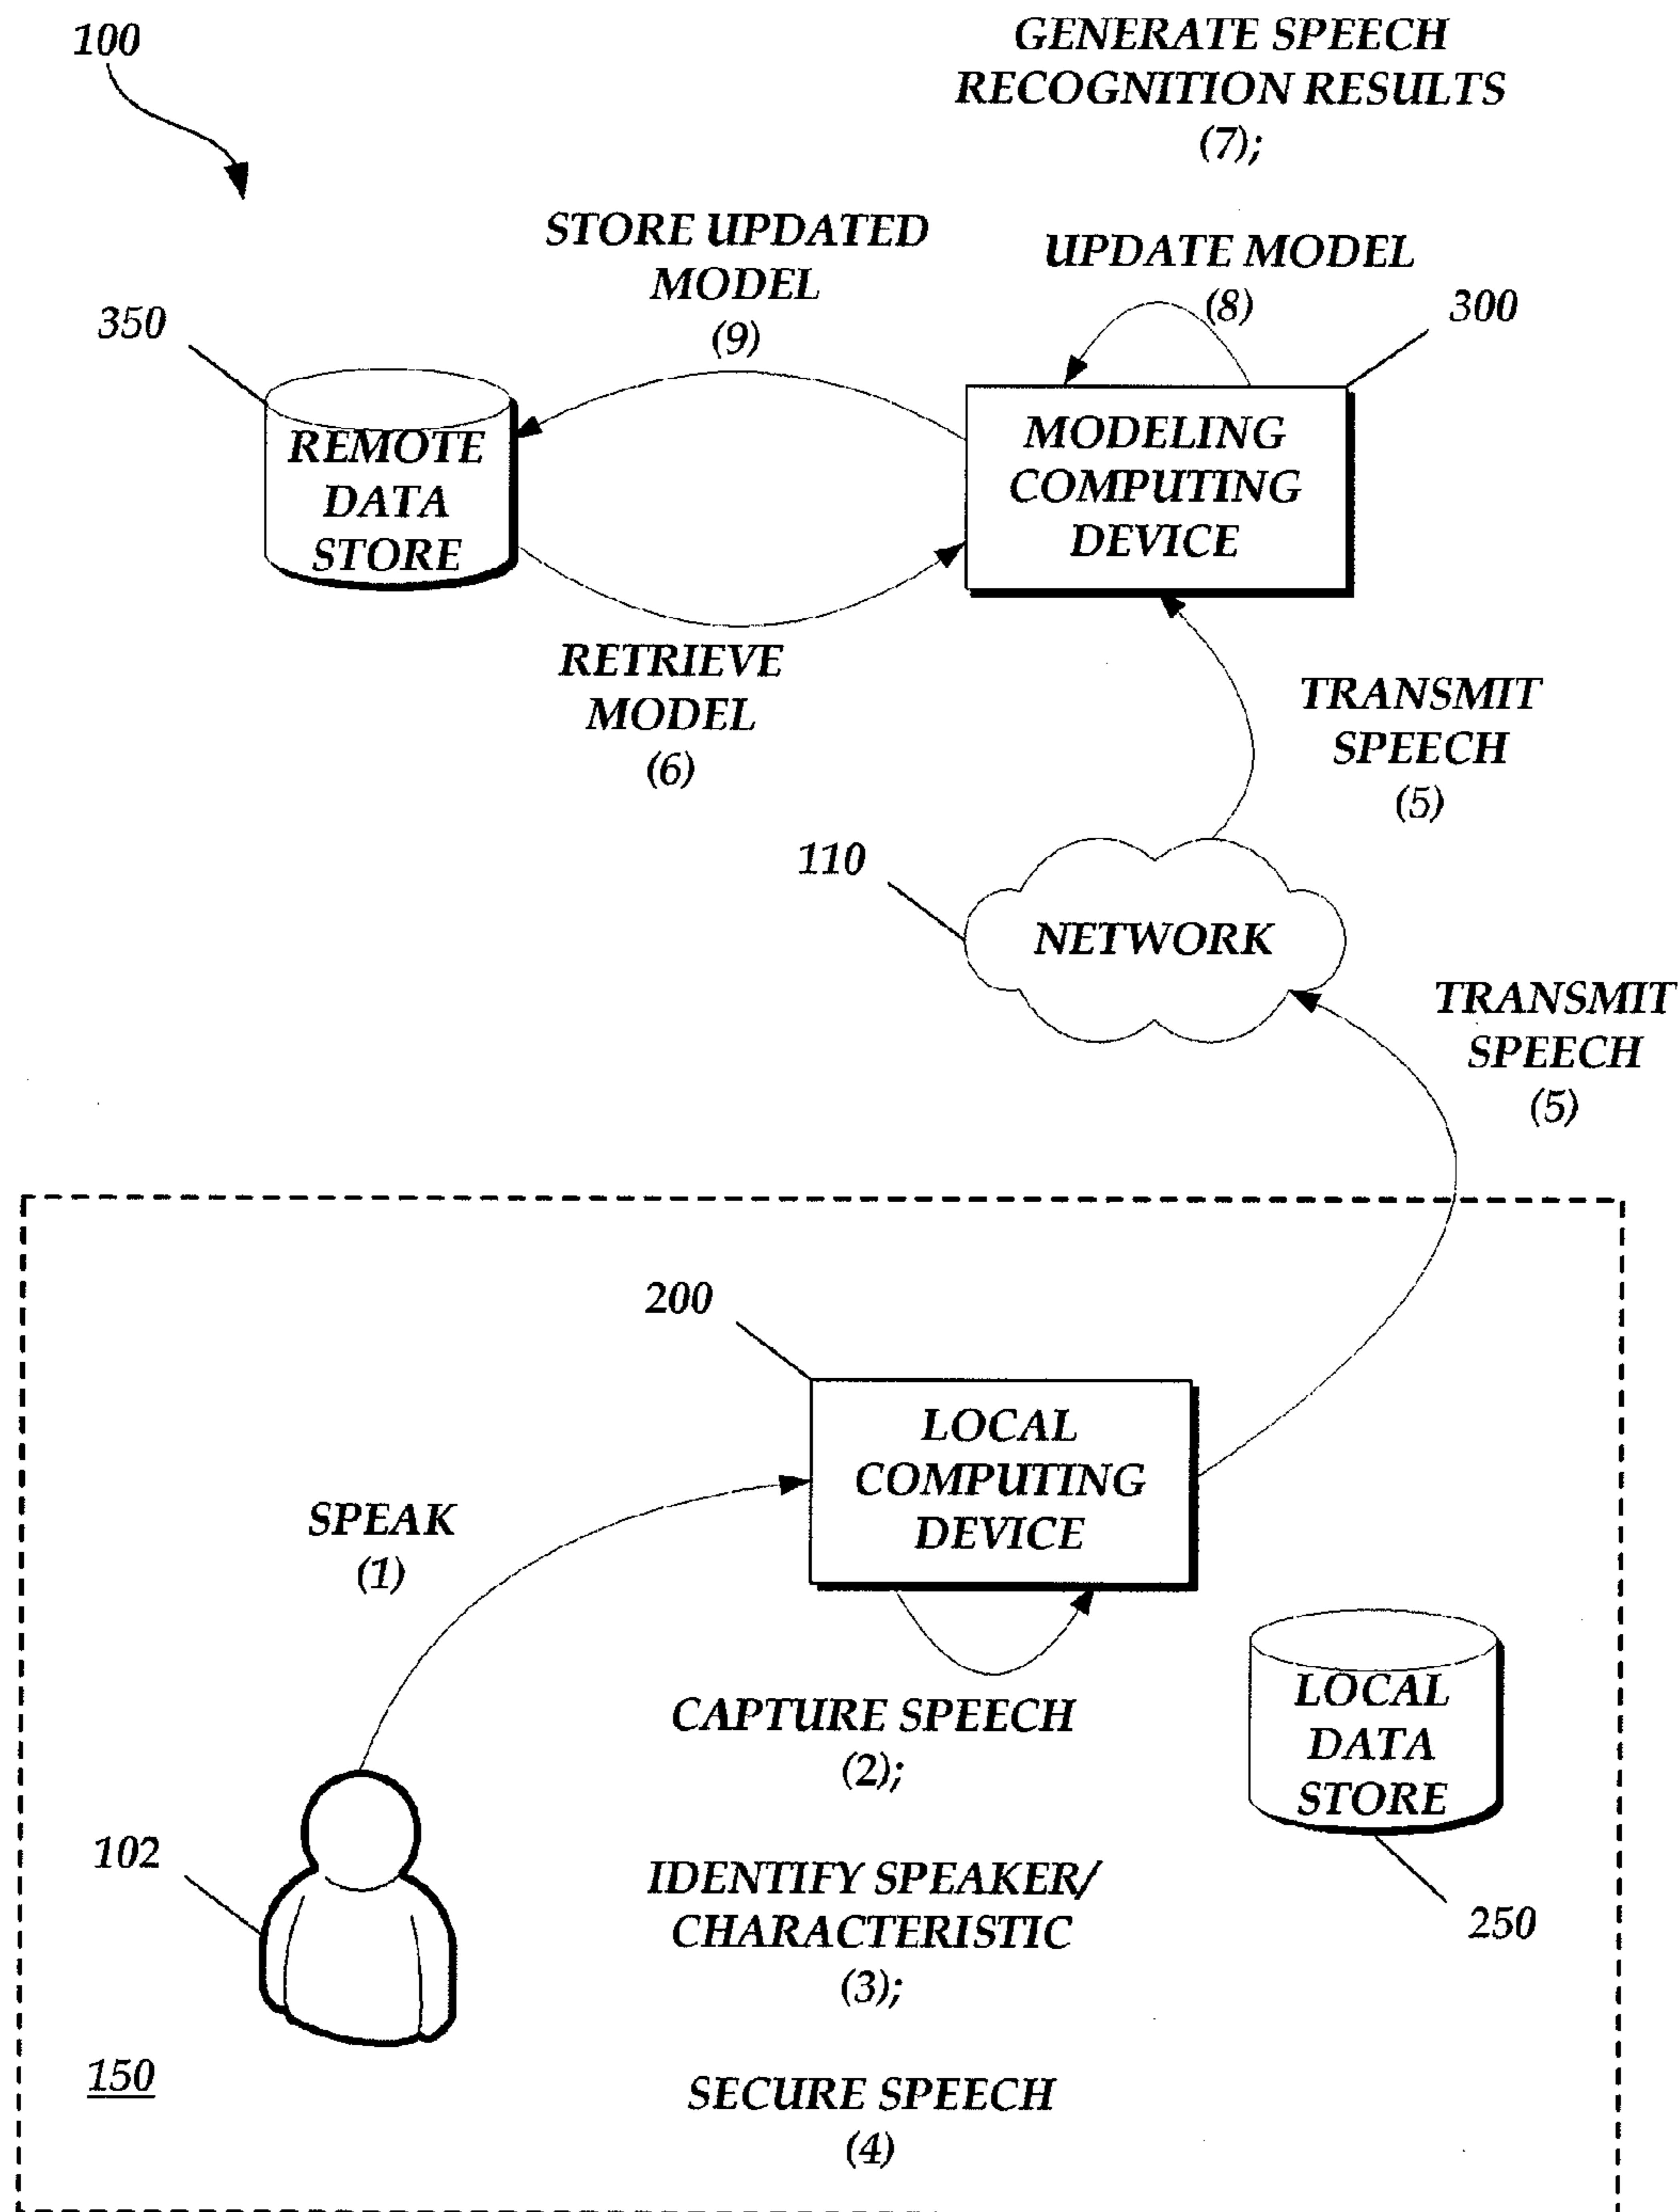 100
GENERATE SPEECH
RECOGNITION RESULTS
(7);
STORE UPDATED
MODEL
(9)
UPDATE MODEL
(8)
350
300
REMOTE
DATA
STORE
MODELING
COMPUTING
DEVICE
RETRIEVE
MODEL
(6)
TRANSMIT
SPEECH
(5)
110
NETWORK
TRANSMIT
SPEECH
(5)
200
LOCAL
COMPUTING
DEVICE
SPEAK
(1)
CAPTURE SPEECH
(2);
LOCAL
DATA
STORE
102
IDENTIFY SPEAKER/
CHARACTERISTIC
(3);
250
150
SECURE SPEECH
(4)